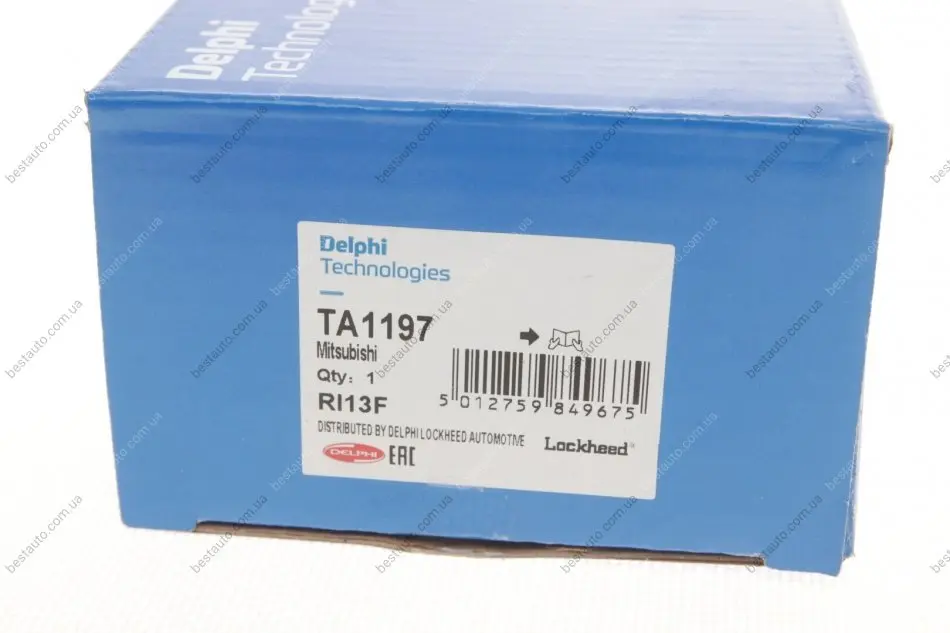 Delphi
Technolog
Delphi
Technologies
TA1197
Mitsubishi
Qty: 1
RI13F
5 012759 849675
DISTRIBUTED BY DELPHI LOCKHEED AUTOMOTIVE
Lockheed®
DELPHI EAC
bestauto.com.ua